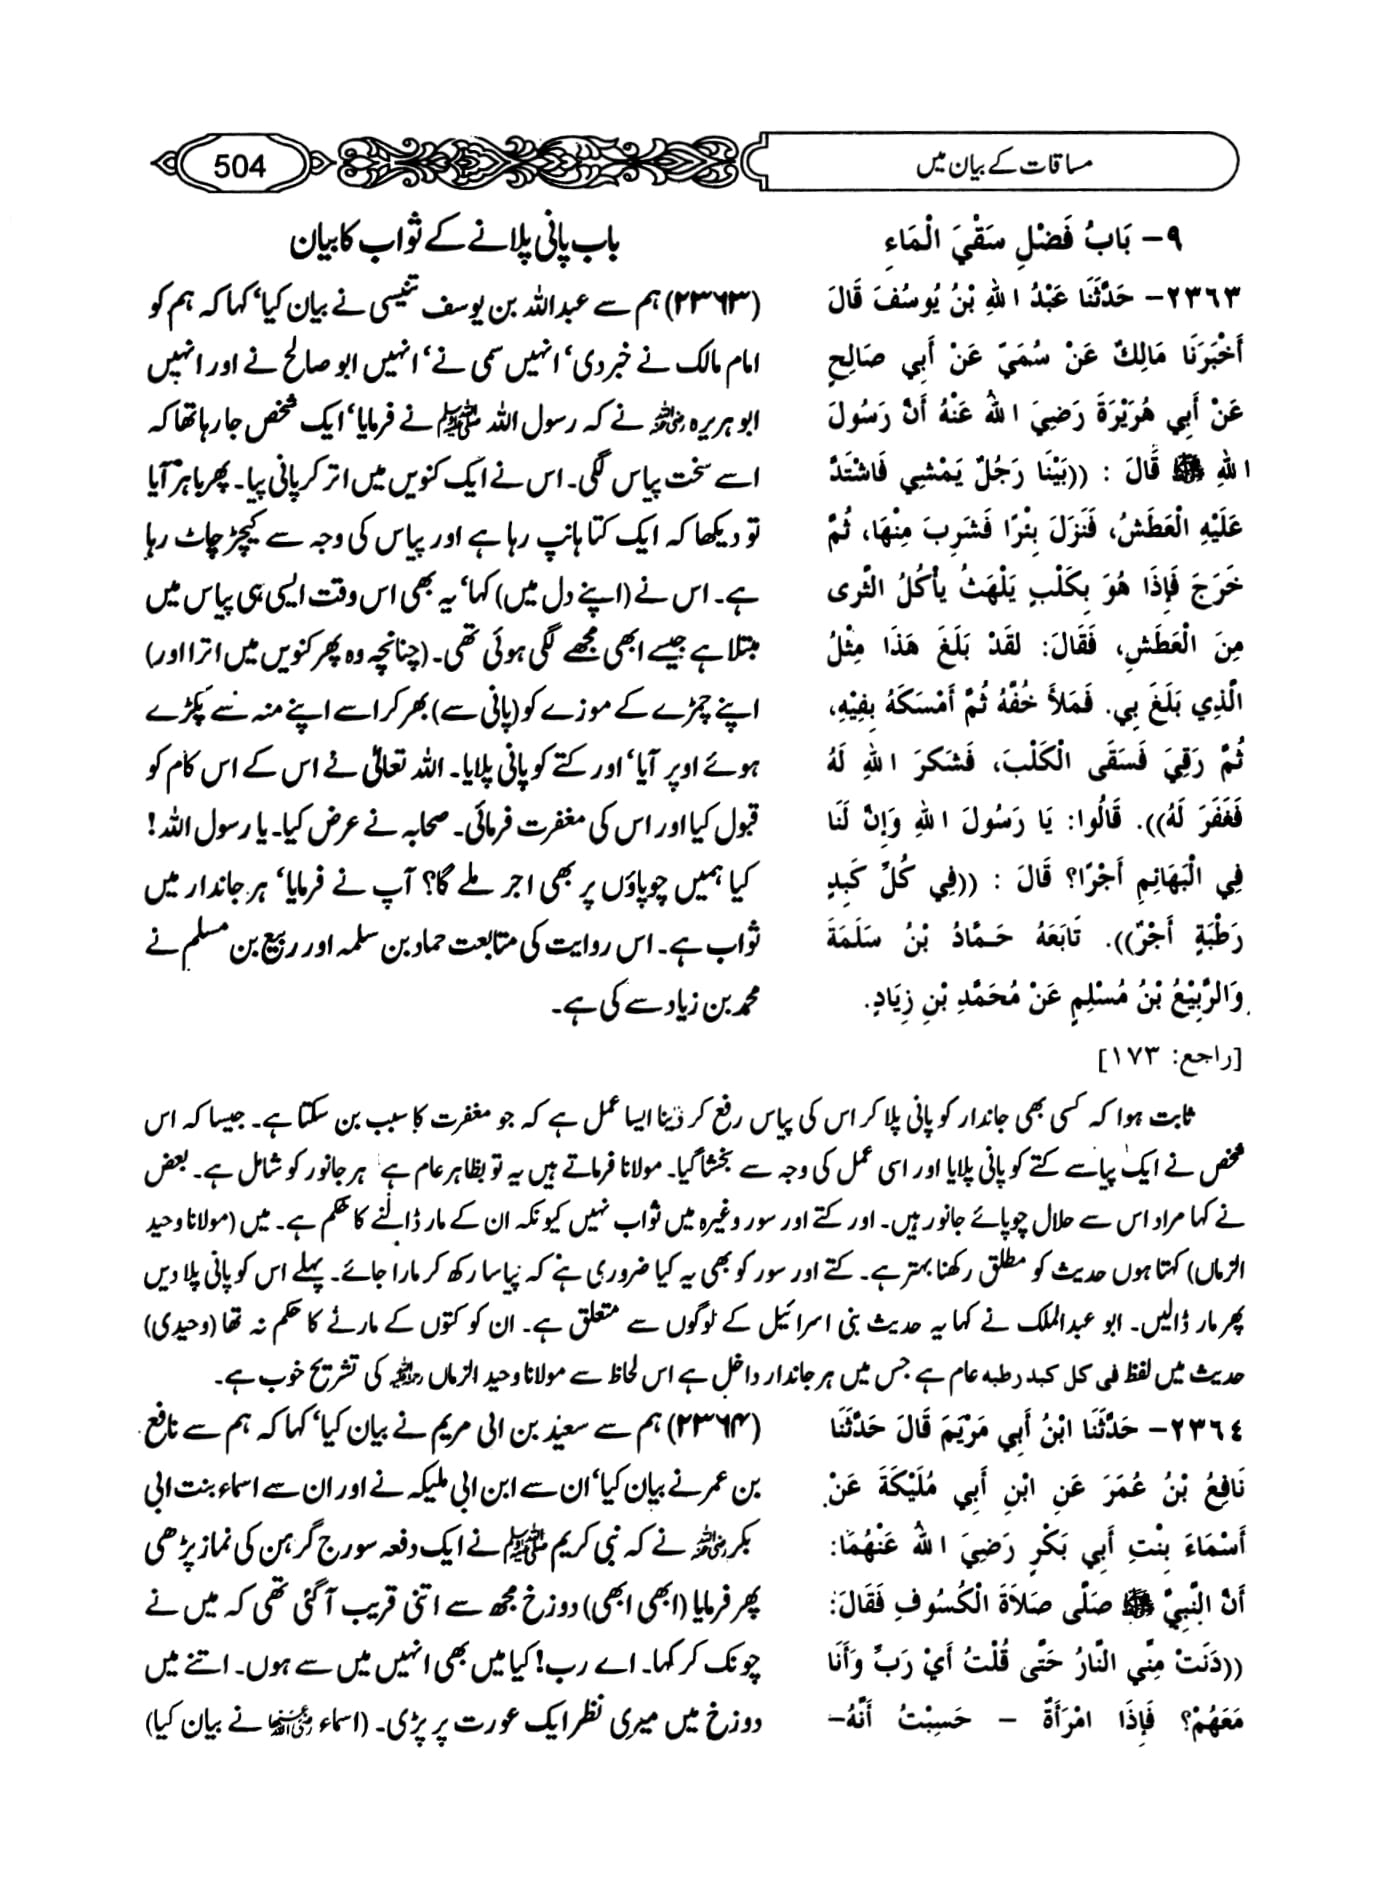 مساقات کے بیان میں
504
٩- بَابُ فَضْلِ سَقْيِ الْمَاءِ
٢٣٦٣- حَدَّثَنَا عَبْدُ اللهِ بْنُ يُوسُفَ قَالَ
أَخْبَرَنَا مَالِكٌ عَنْ سُمَيٍّ عَنْ أَبِي صَالِحٍ
عَنْ أَبِي هُرَيْرَةَ رَضِيَ اللهُ عَنْهُ أَنَّ رَسُولَ
اللهِ ﷺ قَالَ : ((بَيْنَا رَجُلٌ يَمْشِي فَاشْتَدَّ
عَلَيْهِ الْعَطَشُ، فَنَزَلَ بِئْرًا فَشَرِبَ مِنْهَا، ثُمَّ
خَرَجَ فَإِذَا هُوَ بِكَلْبٍ يَلْهَثُ يَأْكُلُ الثَّرى
مِنَ الْعَطَشِ، فَقَالَ: لَقَدْ بَلَغَ هَذَا مِثْلُ
الَّذِي بَلَغَ بِي. فَمَلأَ خُفَّهُ ثُمَّ أَمْسَكَهُ بِفِيْهِ،
ثُمَّ رَقِيَ فَسَقَى الْكَلْبَ، فَشَكَرَ اللهُ لَهُ
فَغَفَرَ لَهُ)). قَالُوا: يَا رَسُولَ اللهِ وَإِنَّ لَنَا
فِي الْبَهَائِمِ أَجْرًا؟ قَالَ : ((فِي كُلِّ كَبِدٍ
رَطْبَةٍ أَجْرٌ)). تَابَعَهُ حَمَّادُ بْنُ سَلَمَةَ
وَالرَّبِيْعُ بْنُ مُسْلِمٍ عَنْ مُحَمَّدِ بْنِ زِيَادٍ.
[راجع: ١٧٣]
باب پانی پلانے کے ثواب کا بیان
(۲۳۶۳) ہم سے عبداللہ بن یوسف تنیسی نے بیان کیا‘ کہا کہ ہم کو
امام مالک نے خبر دی‘ انہیں سمی نے‘ انہیں ابو صالح نے اور انہیں
ابو ہریرہ رضی اللہ عنہ نے کہ رسول اللہ ﷺ نے فرمایا‘ ایک شخص جا رہا تھا کہ
اسے سخت پیاس لگی۔ اس نے ایک کنویں میں اتر کر پانی پیا۔ پھر باہر آیا
تو دیکھا کہ ایک کتا ہانپ رہا ہے اور پیاس کی وجہ سے کیچڑ چاٹ رہا
ہے۔ اس نے (اپنے دل میں) کہا‘ یہ بھی اس وقت ایسی ہی پیاس میں
مبتلا ہے جیسے ابھی مجھے لگی ہوئی تھی۔ (چنانچہ وہ پھر کنویں میں اترا اور)
اپنے چمڑے کے موزے کو (پانی سے) بھر کر اسے اپنے منہ سے پکڑے
ہوئے اوپر آیا‘ اور کتے کو پانی پلایا۔ اللہ تعالیٰ نے اس کے اس کام کو
قبول کیا اور اس کی مغفرت فرمائی۔ صحابہ نے عرض کیا۔ یا رسول اللہ!
کیا ہمیں چوپاؤں پر بھی اجر ملے گا؟ آپ نے فرمایا‘ ہر جاندار میں
ثواب ہے۔ اس روایت کی متابعت حماد بن سلمہ اور ربیع بن مسلم نے
محمد بن زیاد سے کی ہے۔
ثابت ہوا کہ کسی بھی جاندار کو پانی پلا کر اس کی پیاس رفع کر دینا ایسا عمل ہے کہ جو مغفرت کا سبب بن سکتا ہے۔ جیسا کہ اس
شخص نے ایک پیاسے کتے کو پانی پلایا اور اسی عمل کی وجہ سے بخشا گیا۔ مولانا فرماتے ہیں یہ تو بظاہر عام ہے ہر جانور کو شامل ہے۔ بعض
نے کہا مراد اس سے حلال چوپائے جانور ہیں۔ اور کتے اور سور وغیرہ میں ثواب نہیں کیونکہ ان کے مار ڈالنے کا حکم ہے۔ میں (مولانا وحید
الزماں) کہتا ہوں حدیث کو مطلق رکھنا بہتر ہے۔ کتے اور سور کو بھی یہ کیا ضروری ہے کہ پیاسا رکھ کر مارا جائے۔ پہلے اس کو پانی پلا دیں
پھر مار ڈالیں۔ ابو عبدالملک نے کہا یہ حدیث بنی اسرائیل کے لوگوں سے متعلق ہے۔ ان کو کتوں کے مارنے کا حکم نہ تھا (وحیدی)
حدیث میں لفظ فی کل کبد رطبہ عام ہے جس میں ہر جاندار داخل ہے اس لحاظ سے مولانا وحید الزماں رحمہ اللہ کی تشریح خوب ہے۔
٢٣٦٤- حَدَّثَنَا ابْنُ أَبِي مَرْيَمَ قَالَ حَدَّثَنَا
نَافِعُ بْنُ عُمَرَ عَنِ ابْنِ أَبِي مُلَيْكَةَ عَنْ
أَسْمَاءَ بِنْتِ أَبِي بَكْرٍ رَضِيَ اللهُ عَنْهُمَا:
أَنَّ النَّبِيَّ ﷺ صَلَّى صَلاَةَ الْكُسُوفِ فَقَالَ:
((دَنَتْ مِنِّي النَّارُ حَتَّى قُلْتُ أَيْ رَبِّ وَأَنَا
مَعَهُمْ؟ فَإِذَا امْرَأَةٌ – حَسِبْتُ أَنَّهُ–
(۲۳۶۴) ہم سے سعید بن ابی مریم نے بیان کیا‘ کہا کہ ہم سے نافع
بن عمر نے بیان کیا‘ ان سے ابن ابی ملیکہ نے اور ان سے اسماء بنت ابی
بکر رضی اللہ عنہ نے کہ نبی کریم ﷺ نے ایک دفعہ سورج گرہن کی نماز پڑھی
پھر فرمایا (ابھی ابھی) دوزخ مجھ سے اتنی قریب آ گئی تھی کہ میں نے
چونک کر کہا۔ اے رب! کیا میں بھی انہیں میں سے ہوں۔ اتنے میں
دوزخ میں میری نظر ایک عورت پر پڑی۔ (اسماء رضی اللہ عنہا نے بیان کیا)